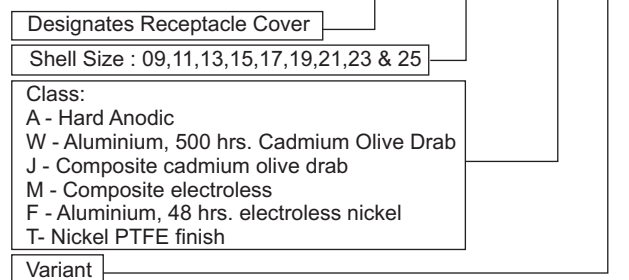 Designates Receptacle Cover
Shell Size : 09,11,13,15,17,19,21,23 & 25
Class:
A - Hard Anodic
W - Aluminium, 500 hrs. Cadmium Olive Drab
J - Composite cadmium olive drab
M - Composite electroless
F - Aluminium, 48 hrs. electroless nickel
T- Nickel PTFE finish
Variant